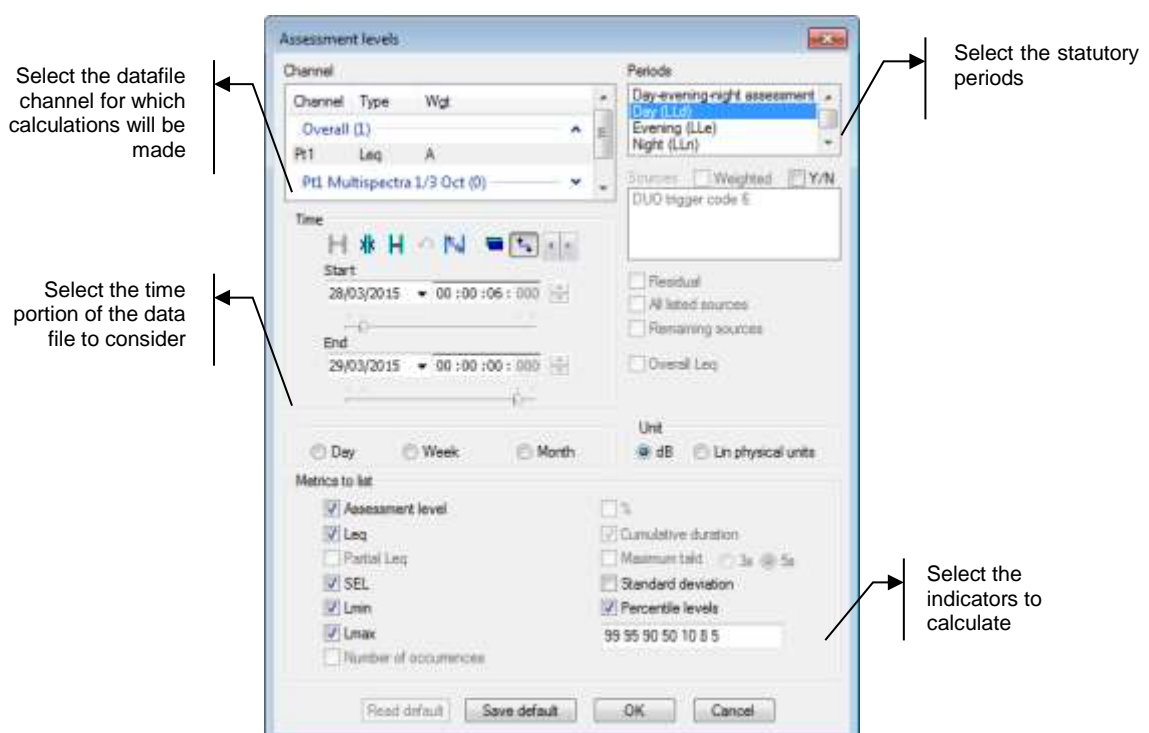 Assessment levels
Select the datafile
channel for which
calculations will be
made
Select the time
portion of the data
file to consider
Channel
Channel Type Wgt
Overall (1)
Pt1 Leq A
Pt1 Multispectra 1/3 Oct (0)
Time
Start
28/03/2015 00 :00 :06 : 000
End
29/03/2015 00 :00 :00 : 000
Day Week Month
Periods
Day-evening-night assessment
Day (LLd)
Evening (LLe)
Night (LLn)
Sources Weighted Y/N
DUO trigger code 6
Residual
All listed sources
Remaining sources
Overall Leq
Unit
dB Lin physical units
Select the statutory
periods
Metrics to list
Assessment level
Leq
Partial Leq
SEL
Lmin
Lmax
Number of occurrences
%
Cumulative duration
Maximum takt 3s 5s
Standard deviation
Percentile levels
99 95 90 50 10 8 5
Select the
indicators to
calculate
Read default Save default OK Cancel